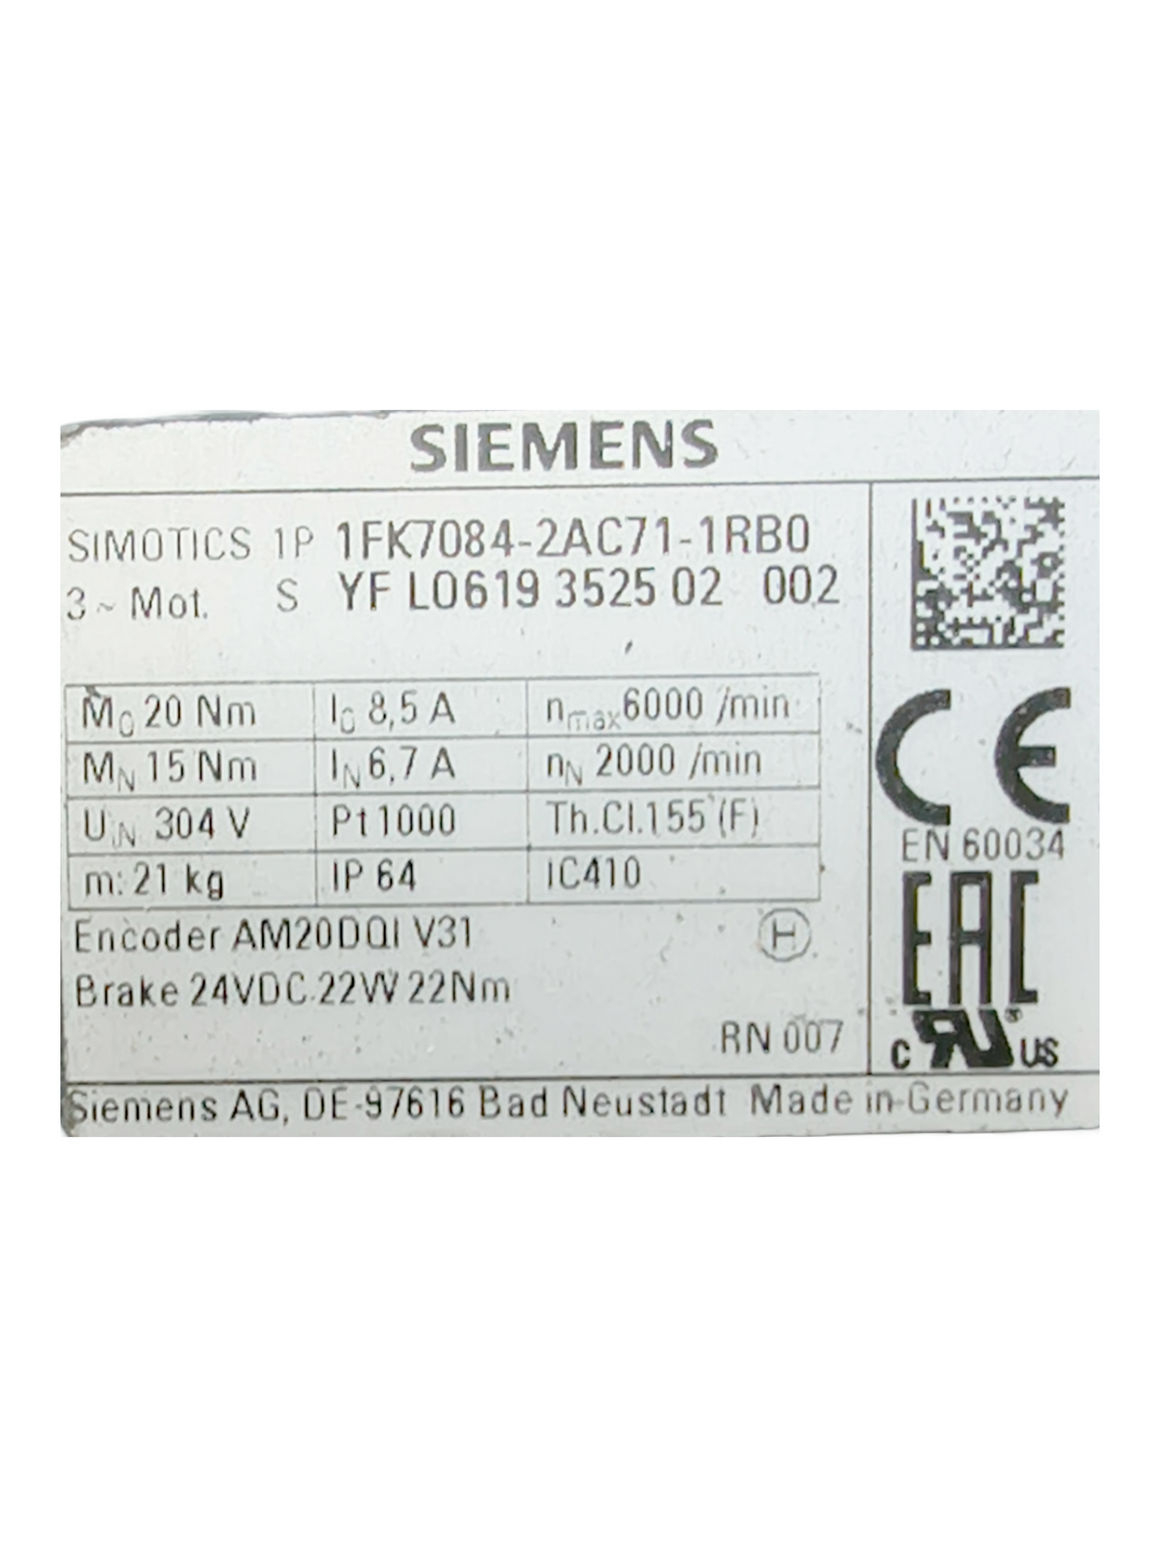 SIEMENS
SIMOTICS 1P 1FK7084-2AC71-1RB0
3 ~ Mot. S YF L0619 3525 02 002
M0 20 Nm I0 8,5 A nmax 6000 /min
MN 15 Nm IN 6,7 A nN 2000 /min
UN 304 V Pt1000 Th.Cl.155 (F)
m: 21 kg IP 64 IC410
Encoder AM20DQI V31
H
Brake 24VDC 22W 22Nm
RN 007
CE
EN 60034
EAC
c RU ® US
Siemens AG, DE-97616 Bad Neustadt Made in Germany